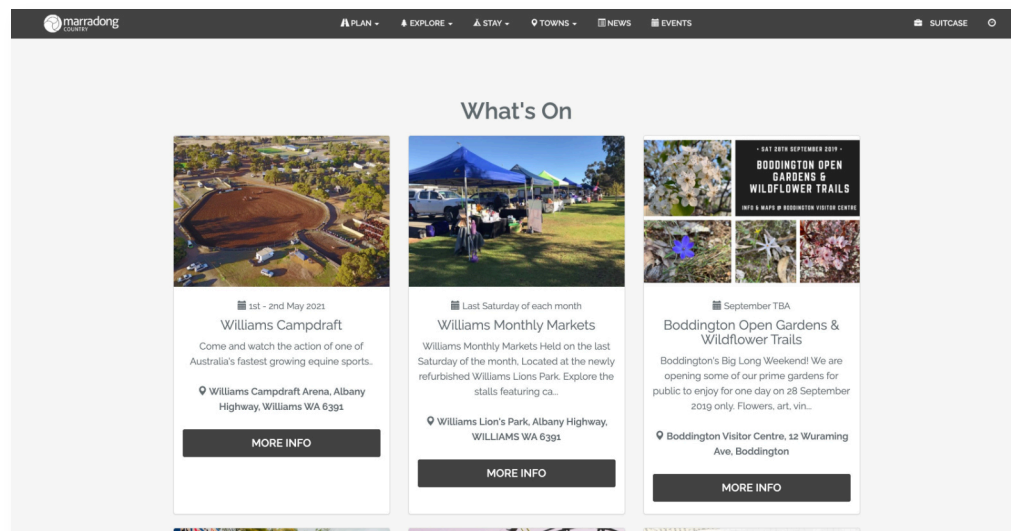 marradong
COUNTRY
PLAN
EXPLORE
STAY
TOWNS
NEWS
EVENTS
SUITCASE
What's On
1st - 2nd May 2021
Williams Campdraft
Come and watch the action of one of
Australia's fastest growing equine sports..
Williams Campdraft Arena, Albany
Highway, Williams WA 6391
MORE INFO
Last Saturday of each month
Williams Monthly Markets
Williams Monthly Markets Held on the last
Saturday of the month, Located at the newly
refurbished Williams Lions Park. Explore the
stalls featuring ca...
Williams Lion's Park, Albany Highway,
WILLIAMS WA 6391
MORE INFO
• SAT 28TH SEPTEMBER 2019 •
BODDINGTON OPEN
GARDENS &
WILDFLOWER TRAILS
INFO & MAPS @ BODDINGTON VISITOR CENTRE
September TBA
Boddington Open Gardens &
Wildflower Trails
Boddington's Big Long Weekend! We are
opening some of our prime gardens for
public to enjoy for one day on 28 September
2019 only. Flowers, art, vin...
Boddington Visitor Centre, 12 Wuraming
Ave, Boddington
MORE INFO